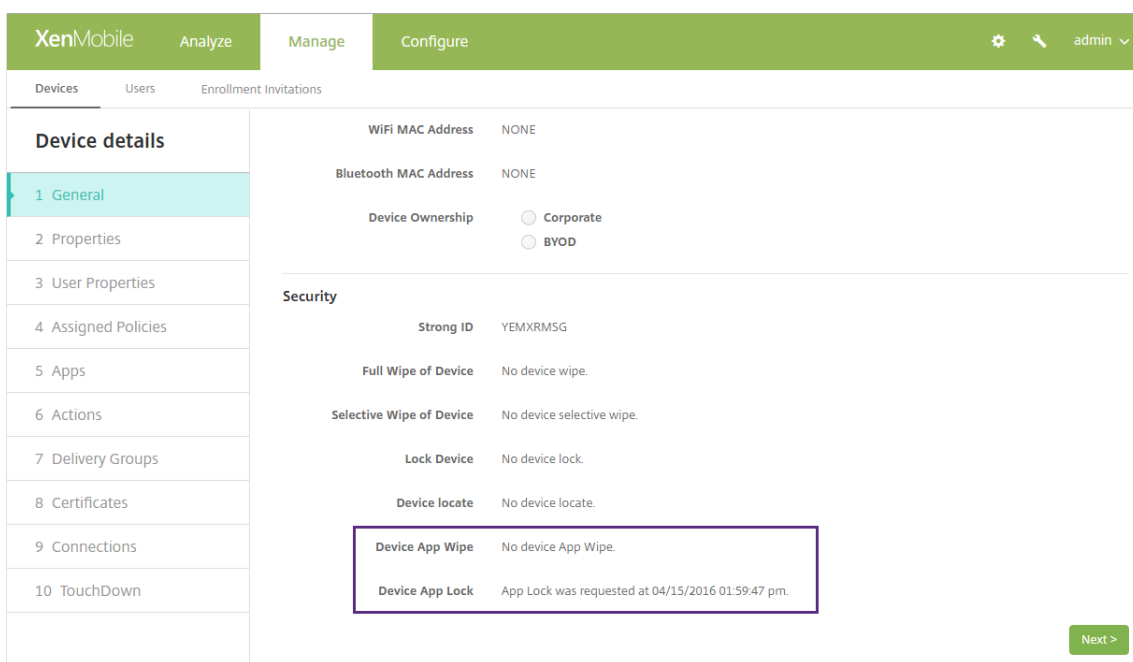 XenMobile Analyze Manage Configure admin
Devices Users Enrollment Invitations
Device details
1 General
2 Properties
3 User Properties
4 Assigned Policies
5 Apps
6 Actions
7 Delivery Groups
8 Certificates
9 Connections
10 TouchDown
WiFi MAC Address NONE
Bluetooth MAC Address NONE
Device Ownership Corporate
BYOD
Security
Strong ID YEMXRMSG
Full Wipe of Device No device wipe.
Selective Wipe of Device No device selective wipe.
Lock Device No device lock.
Device locate No device locate.
Device App Wipe No device App Wipe.
Device App Lock App Lock was requested at 04/15/2016 01:59:47 pm.
Next >